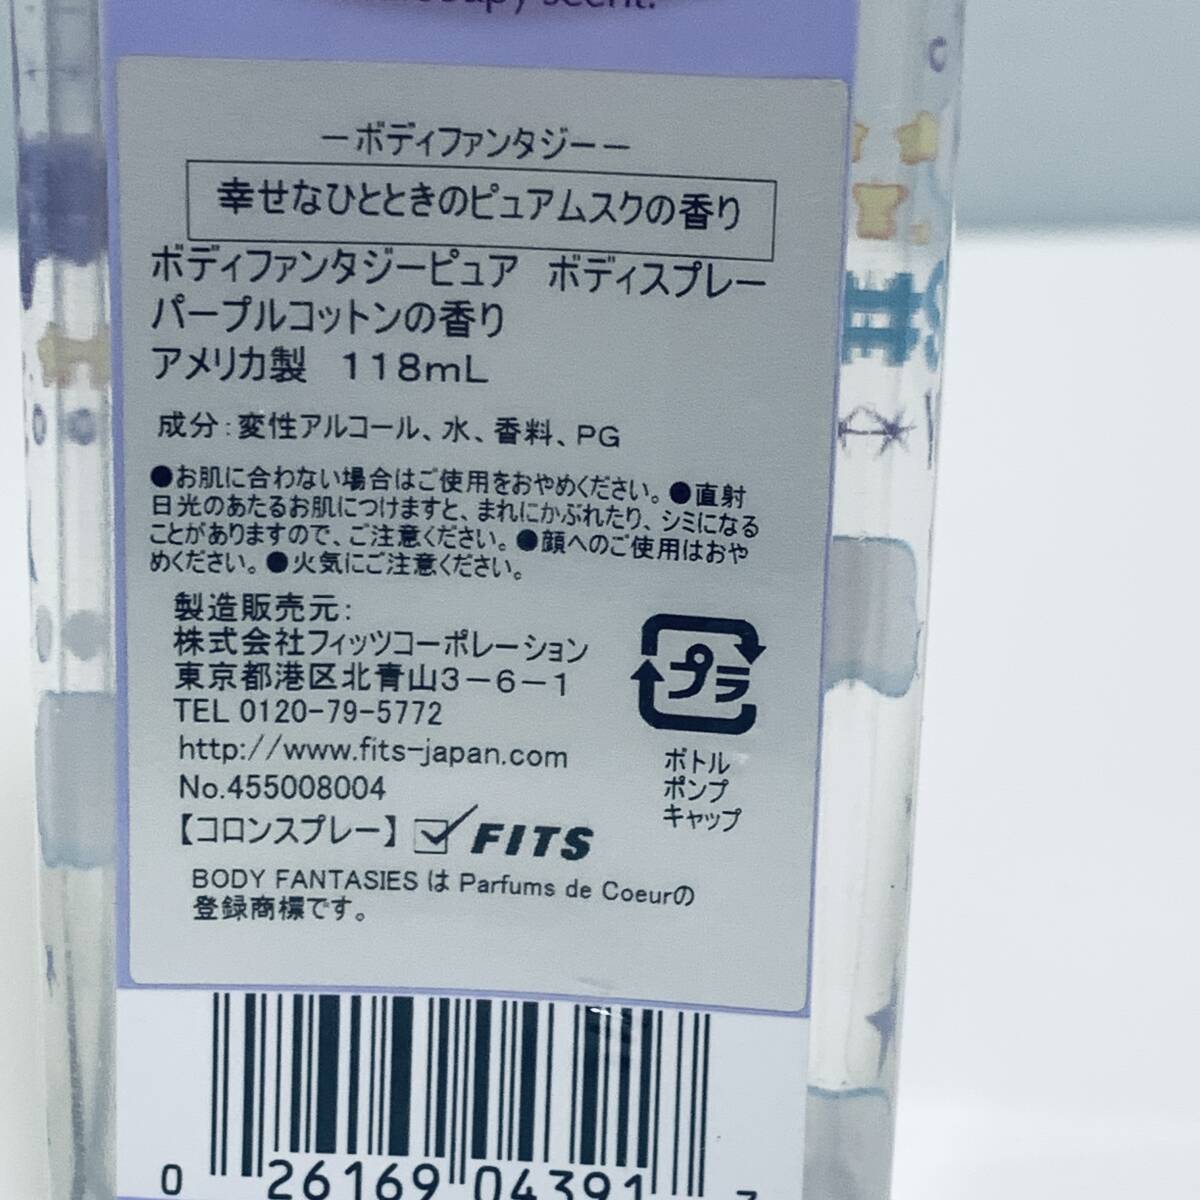 scent.
－ボディファンタジー－
幸せなひとときのピュアムスクの香り
ボディファンタジーピュア　ボディスプレー
パープルコットンの香り
アメリカ製　118mL
成分：変性アルコール、水、香料、PG
●お肌に合わない場合はご使用をおやめください。●直射
日光のあたるお肌につけますと、まれにかぶれたり、シミになる
ことがありますので、ご注意ください。●顔へのご使用はおや
めください。●火気にご注意ください。
製造販売元：
株式会社フィッツコーポレーション
東京都港区北青山3－6－1
TEL 0120-79-5772
http://www.fits-japan.com
No.455008004
【コロンスプレー】 FITS
BODY FANTASIES は Parfums de Coeurの
登録商標です。
プラ
ボトル
ポンプ
キャップ
0 26169 04391 7